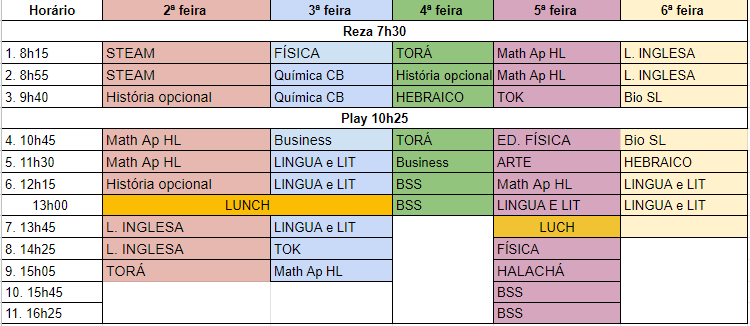 Horário 2ª feira 3ª feira 4ª feira 5ª feira 6ª feira
Reza 7h30
1. 8h15 STEAM FÍSICA TORÁ Math Ap HL L. INGLESA
2. 8h55 STEAM Química CB História opcional Math Ap HL L. INGLESA
3. 9h40 História opcional Química CB HEBRAICO TOK Bio SL
Play 10h25
4. 10h45 Math Ap HL Business TORÁ ED. FÍSICA Bio SL
5. 11h30 Math Ap HL LINGUA e LIT Business ARTE HEBRAICO
6. 12h15 História opcional LINGUA e LIT BSS Math Ap HL LINGUA e LIT
13h00 LUNCH BSS LINGUA E LIT LINGUA e LIT
7. 13h45 L. INGLESA LINGUA e LIT LUCH
8. 14h25 L. INGLESA TOK FÍSICA
9. 15h05 TORÁ Math Ap HL HALACHÁ
10. 15h45 BSS
11. 16h25 BSS